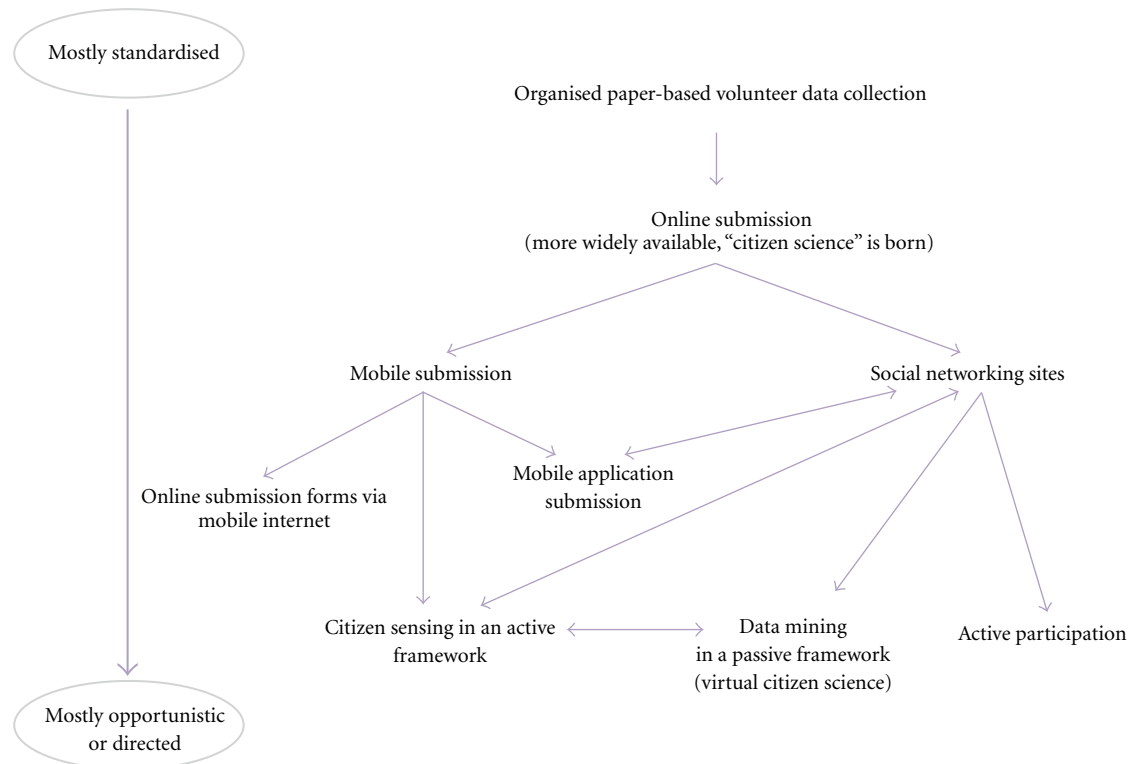 Mostly standardised
Organised paper-based volunteer data collection
Online submission
(more widely available, “citizen science” is born)
Mobile submission
Social networking sites
Mobile application
submission
Online submission forms via
mobile internet
Citizen sensing in an active
framework
Data mining
in a passive framework
(virtual citizen science)
Active participation
Mostly opportunistic
or directed